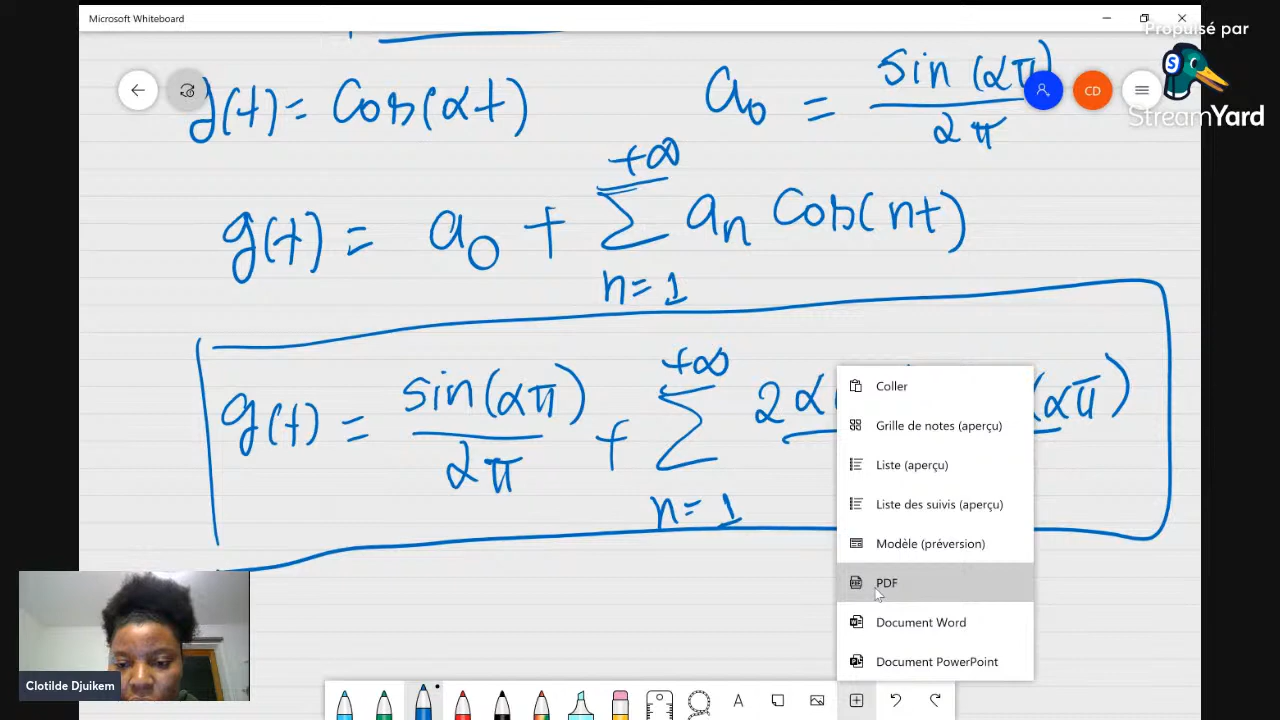 Microsoft Whiteboard
Propulsé par
StreamYard
CD
g(t) = Cos(αt)
a0 = sin(απ)/απ
g(t) = a0 + +∞ Σ n=1 an Cos(nt)
g(t) = sin(απ)/απ + +∞ Σ n=1 2α (απ)
Coller
Grille de notes (aperçu)
Liste (aperçu)
Liste des suivis (aperçu)
Modèle (préversion)
PDF
Document Word
Document PowerPoint
Clotilde Djuikem
A